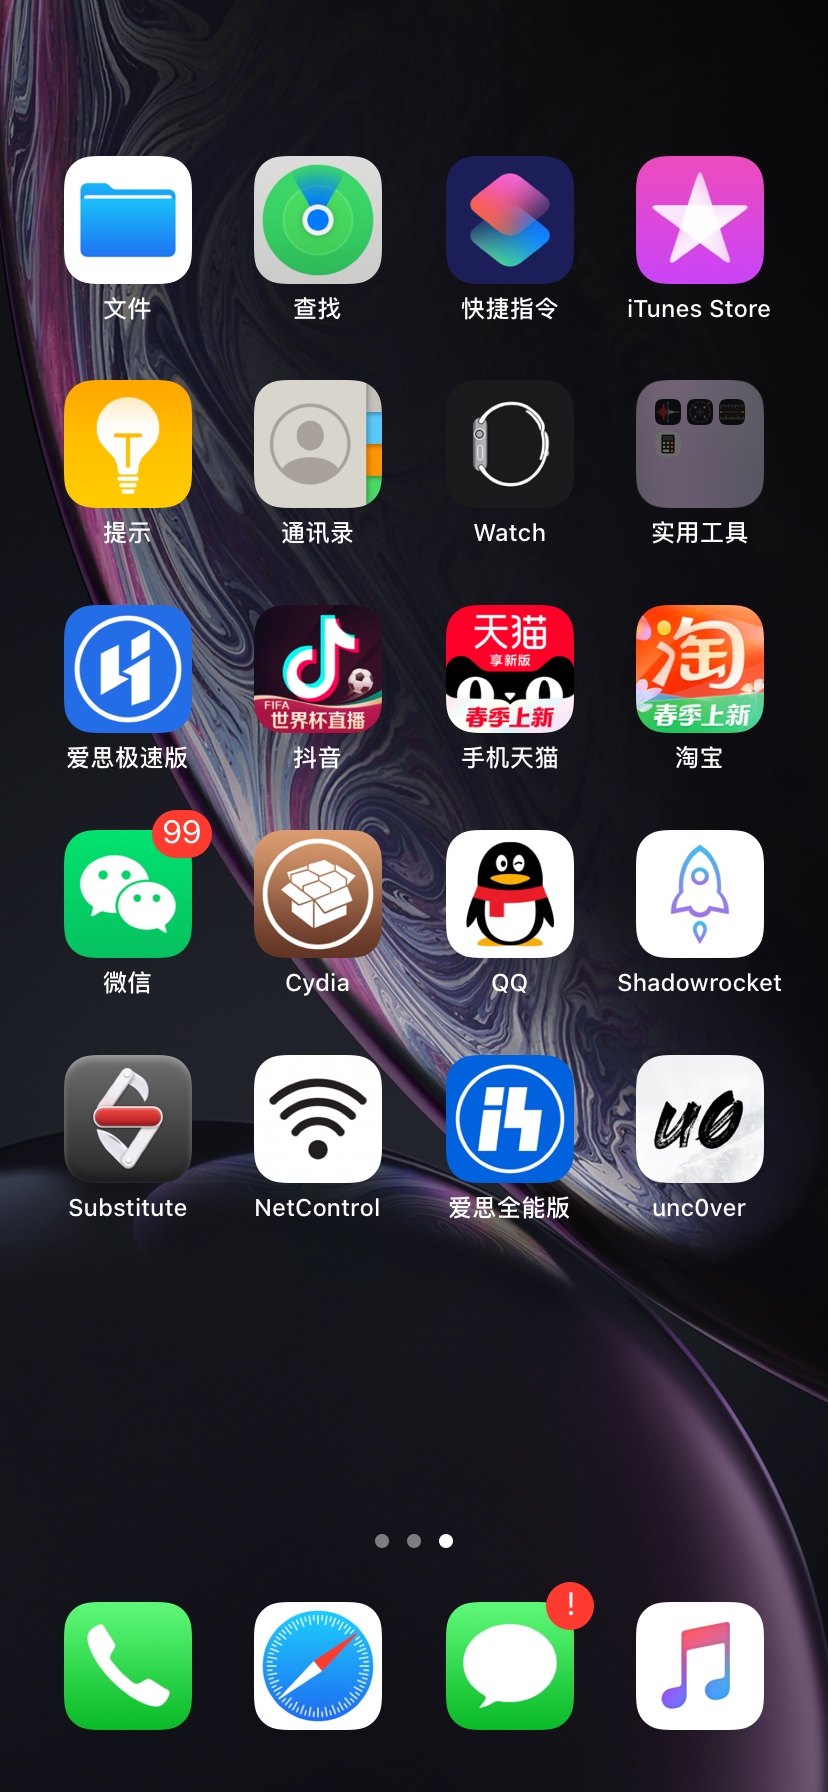 文件
查找
快捷指令
iTunes Store
提示
通讯录
Watch
实用工具
天猫
享新版
春季上新
淘
春季上新
FIFA
世界杯直播
爱思极速版
抖音
手机天猫
淘宝
99
微信
Cydia
QQ
Shadowrocket
u0
Substitute
NetControl
爱思全能版
unc0ver
!